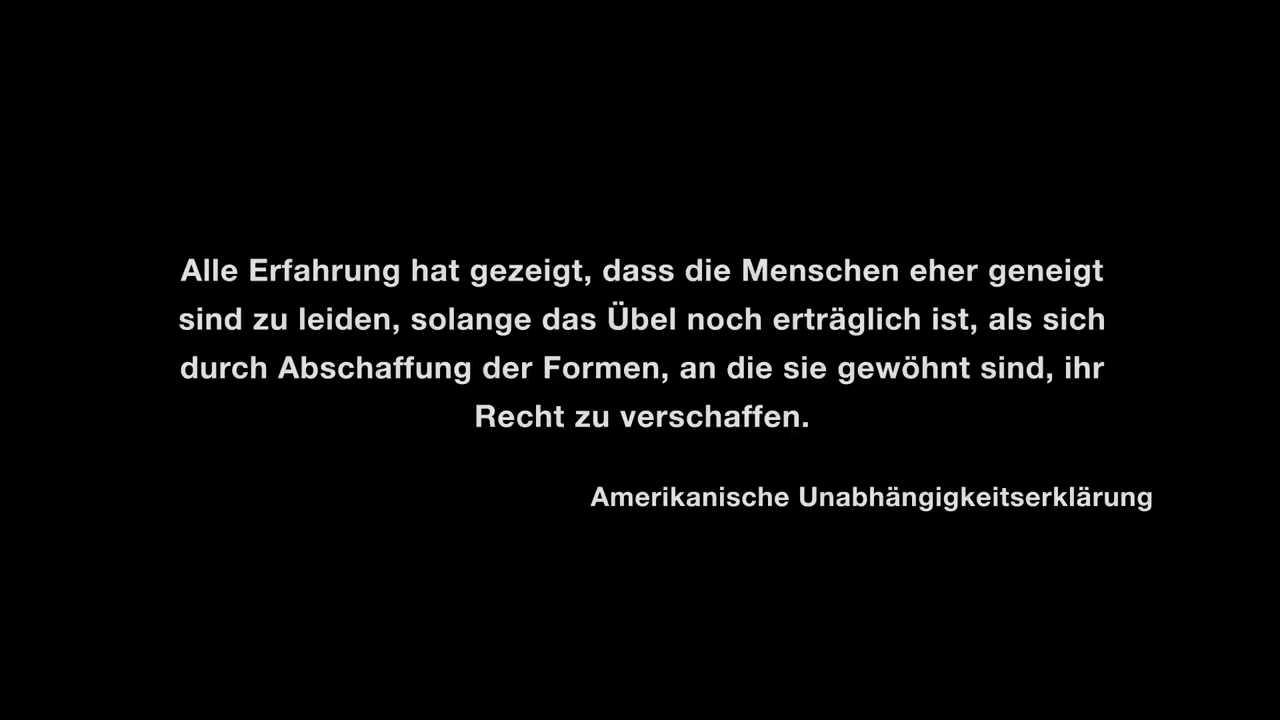 Alle Erfahrung hat gezeigt, dass die Menschen eher geneigt
sind zu leiden, solange das Übel noch erträglich ist, als sich
durch Abschaffung der Formen, an die sie gewöhnt sind, ihr
Recht zu verschaffen.
Amerikanische Unabhängigkeitserklärung